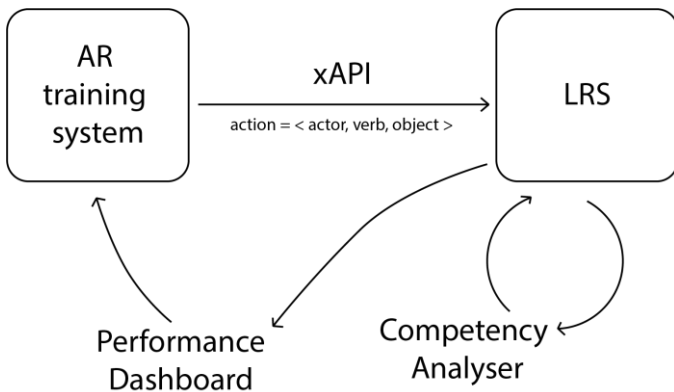 AR
training
system
xAPI
action = < actor, verb, object >
LRS
Performance
Dashboard
Competency
Analyser